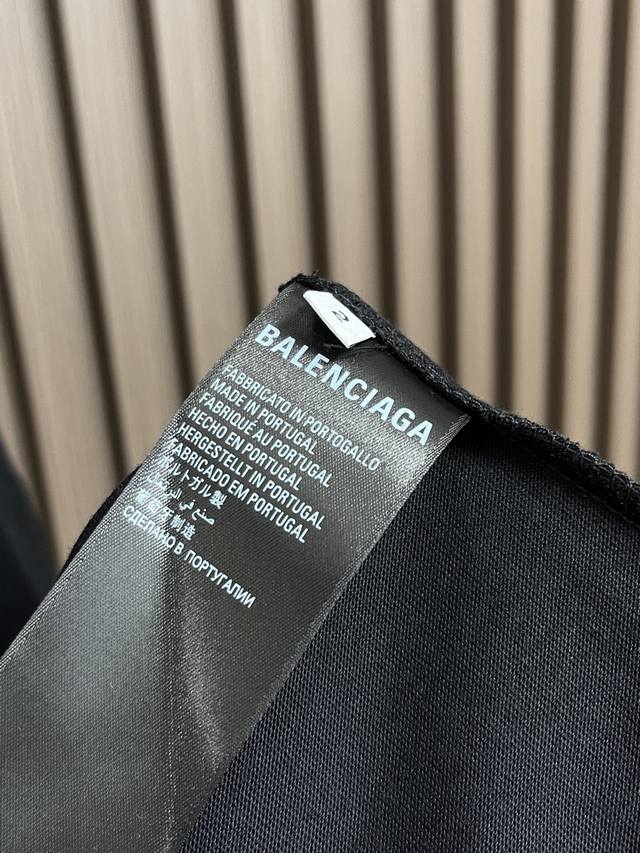 2
BALENCIAGA
FABBRICATO IN PORTOGALLO
MADE IN PORTUGAL
FABRIQUÉ AU PORTUGAL
HECHO EN PORTUGAL
HERGESTELLT IN PORTUGAL
FABRICADO EM PORTUGAL
ポルトガル製
صنع في البرتغال
葡萄牙制造
СДЕЛАНО В ПОРТУГАЛИИ